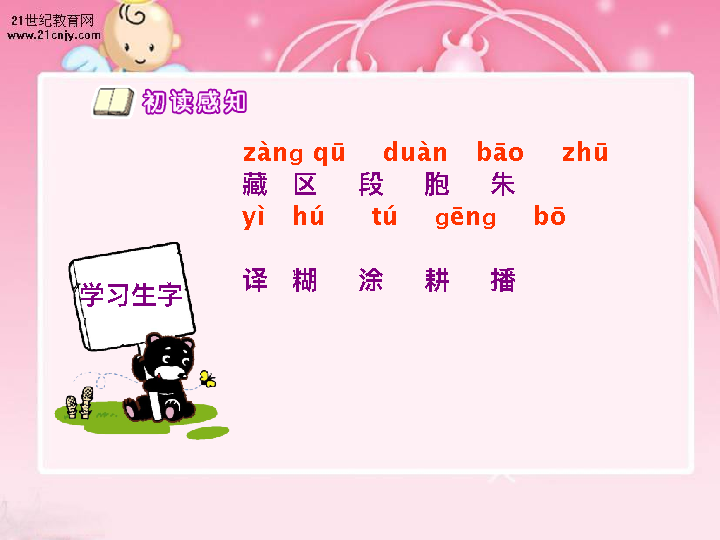 21世纪教育网
www.21cnjy.com
初读感知
zàng qū duàn bāo zhū
藏 区 段 胞 朱
yì hú tú gēng bō
译 糊 涂 耕 播
学习生字